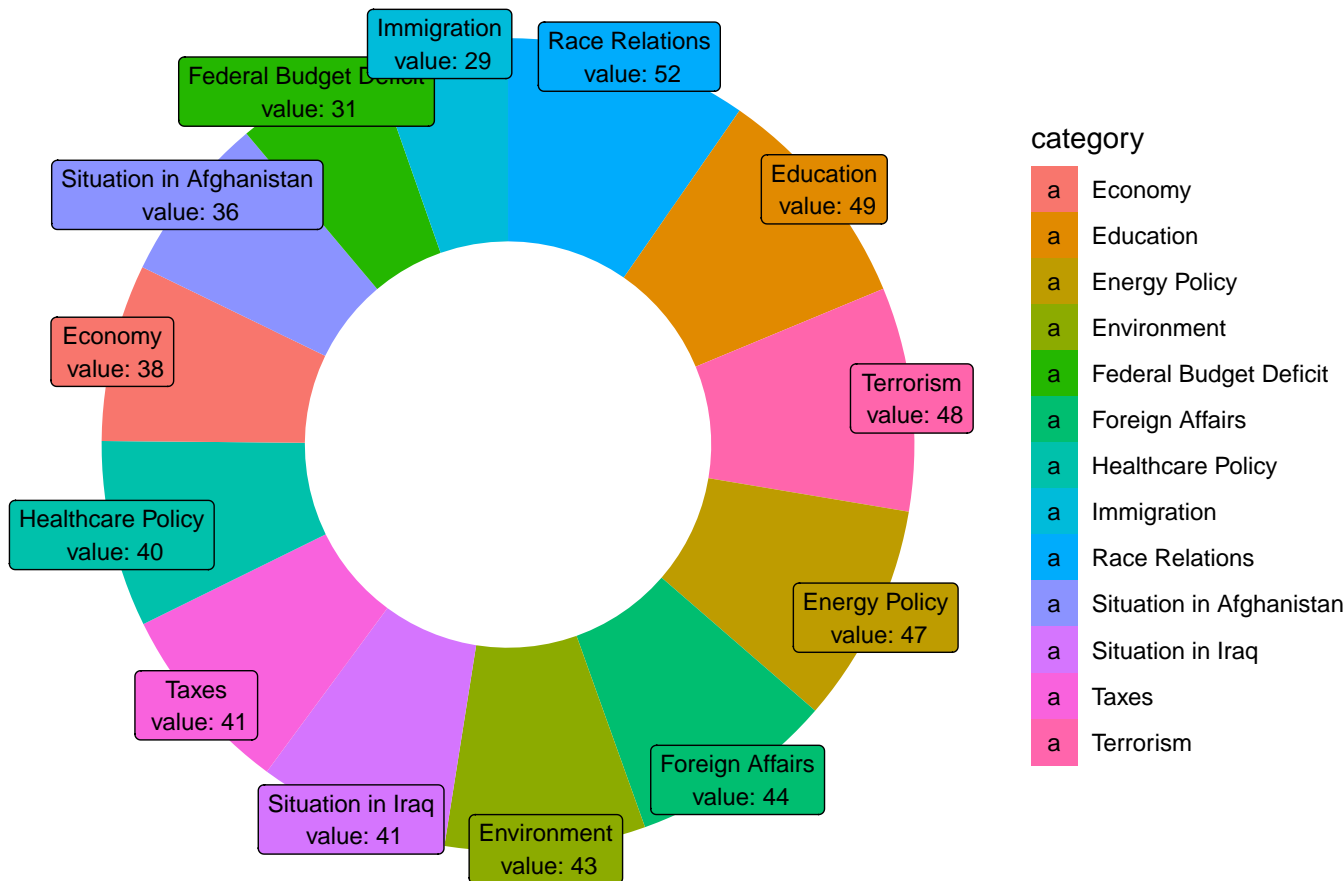 Immigration
value: 29
Race Relations
value: 52
Federal Budget Deficit
value: 31
Education
value: 49
Situation in Afghanistan
value: 36
Economy
value: 38
Terrorism
value: 48
Healthcare Policy
value: 40
Energy Policy
value: 47
Taxes
value: 41
Foreign Affairs
value: 44
Situation in Iraq
value: 41
Environment
value: 43
category
a Economy
a Education
a Energy Policy
a Environment
a Federal Budget Deficit
a Foreign Affairs
a Healthcare Policy
a Immigration
a Race Relations
a Situation in Afghanistan
a Situation in Iraq
a Taxes
a Terrorism